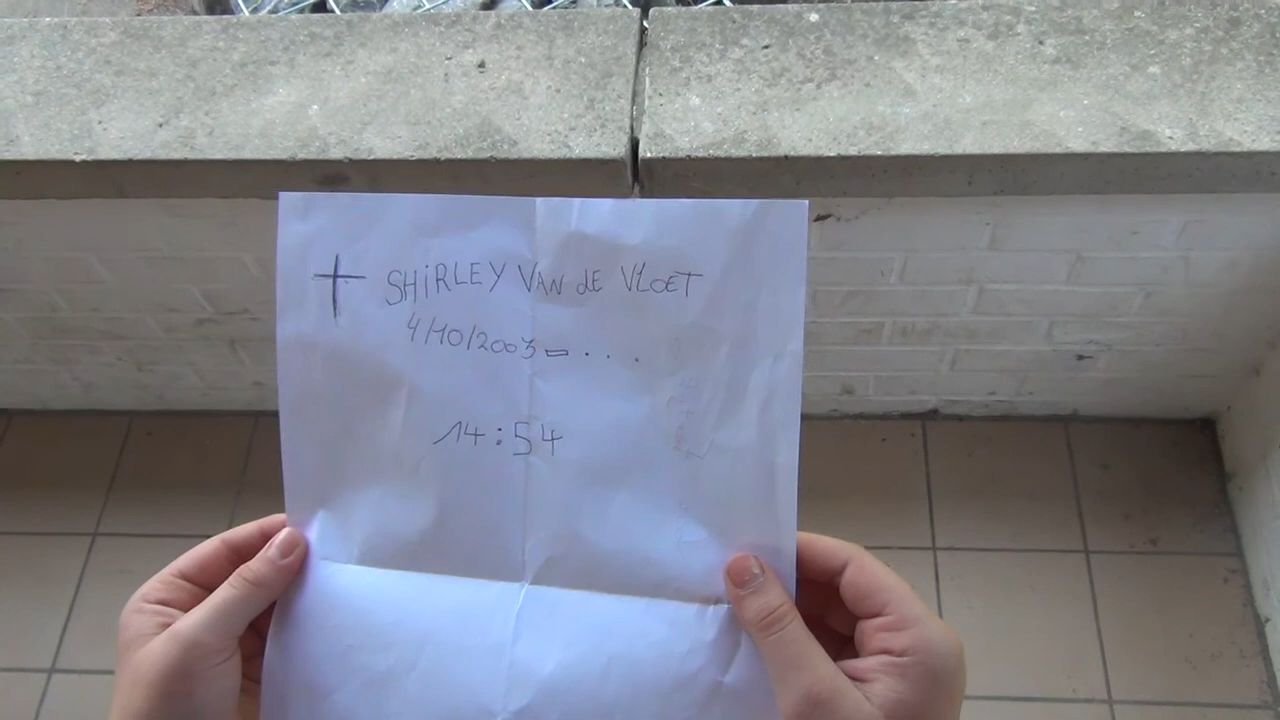 SHiRLEY VAN dE VLOET
4/10/2003 - . . .
14:54